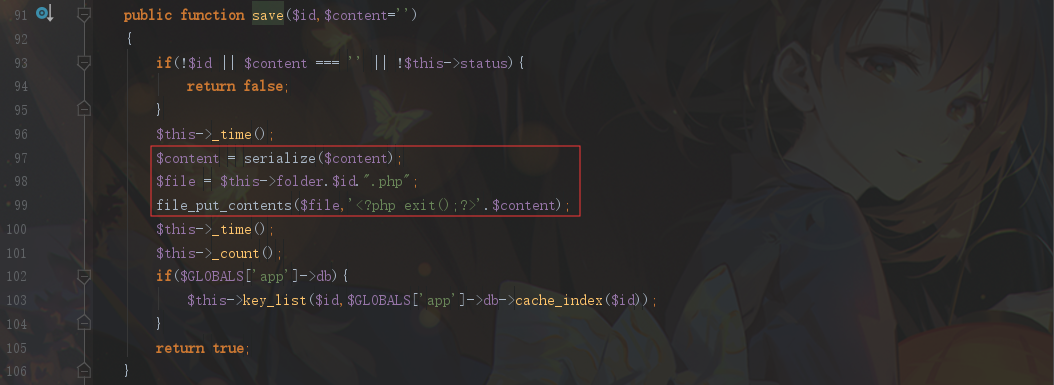 91 public function save($id,$content='')
92 {
93 if(!$id || $content === '' || !$this->status){
94 return false;
95 }
96 $this->_time();
97 $content = serialize($content);
98 $file = $this->folder.$id.".php";
99 file_put_contents($file,'<?php exit();?>'.$content);
100 $this->_time();
101 $this->_count();
102 if($GLOBALS['app']->db){
103 $this->key_list($id,$GLOBALS['app']->db->cache_index($id));
104 }
105 return true;
106 }